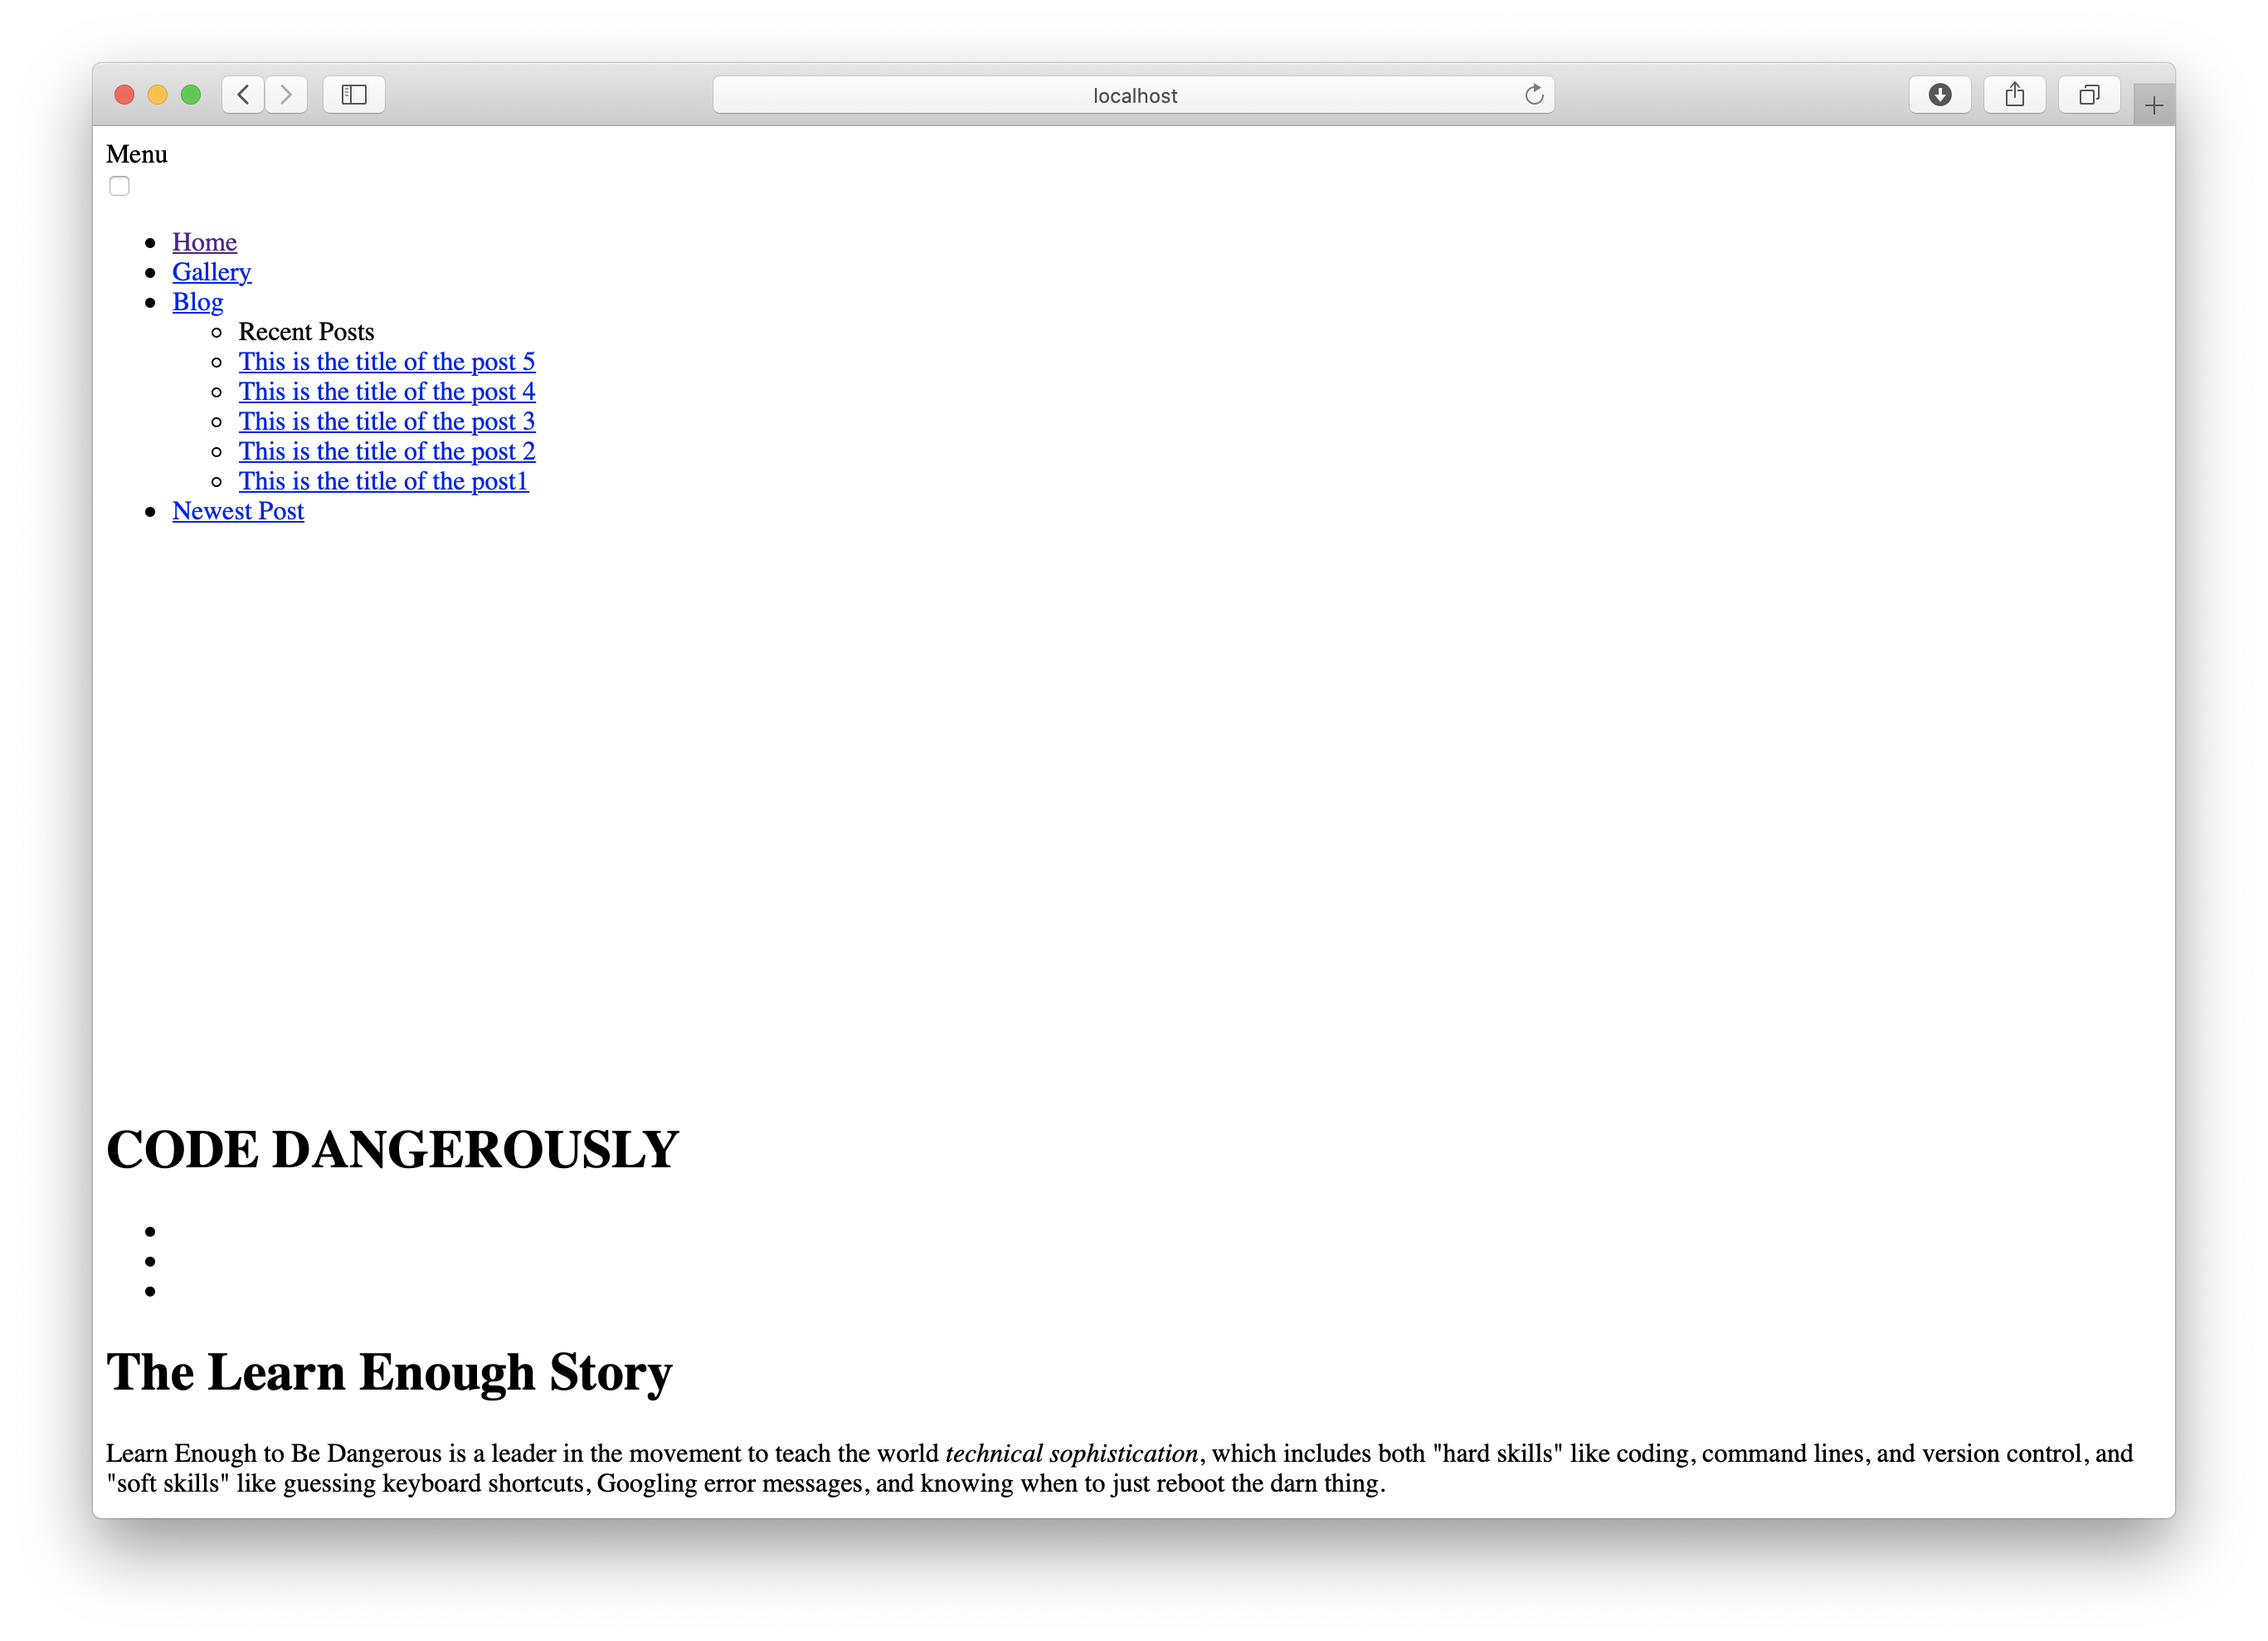 localhost
Menu
Home
Gallery
Blog
Recent Posts
This is the title of the post 5
This is the title of the post 4
This is the title of the post 3
This is the title of the post 2
This is the title of the post1
Newest Post
CODE DANGEROUSLY
The Learn Enough Story
Learn Enough to Be Dangerous is a leader in the movement to teach the world technical sophistication, which includes both "hard skills" like coding, command lines, and version control, and
"soft skills" like guessing keyboard shortcuts, Googling error messages, and knowing when to just reboot the darn thing.